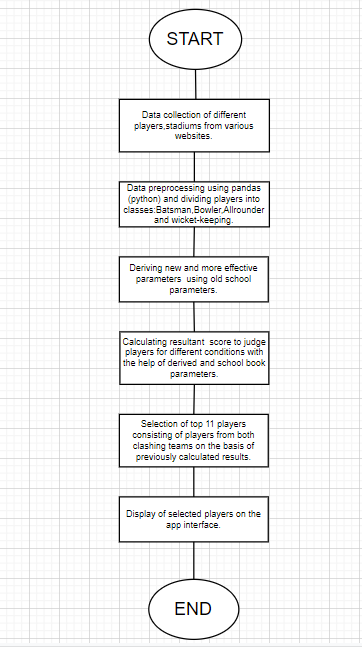 START
Data collection of different
players,stadiums from various
websites.
Data preprocessing using pandas
(python) and dividing players into
classes:Batsman,Bowler,Allrounder
and wicket-keeping.
Deriving new and more effective
parameters using old school
parameters.
Calculating resultant score to judge
players for different conditions with
the help of derived and school book
parameters.
Selection of top 11 players
consisting of players from both
clashing teams on the basis of
previously calculated results.
Display of selected players on the
app interface.
END